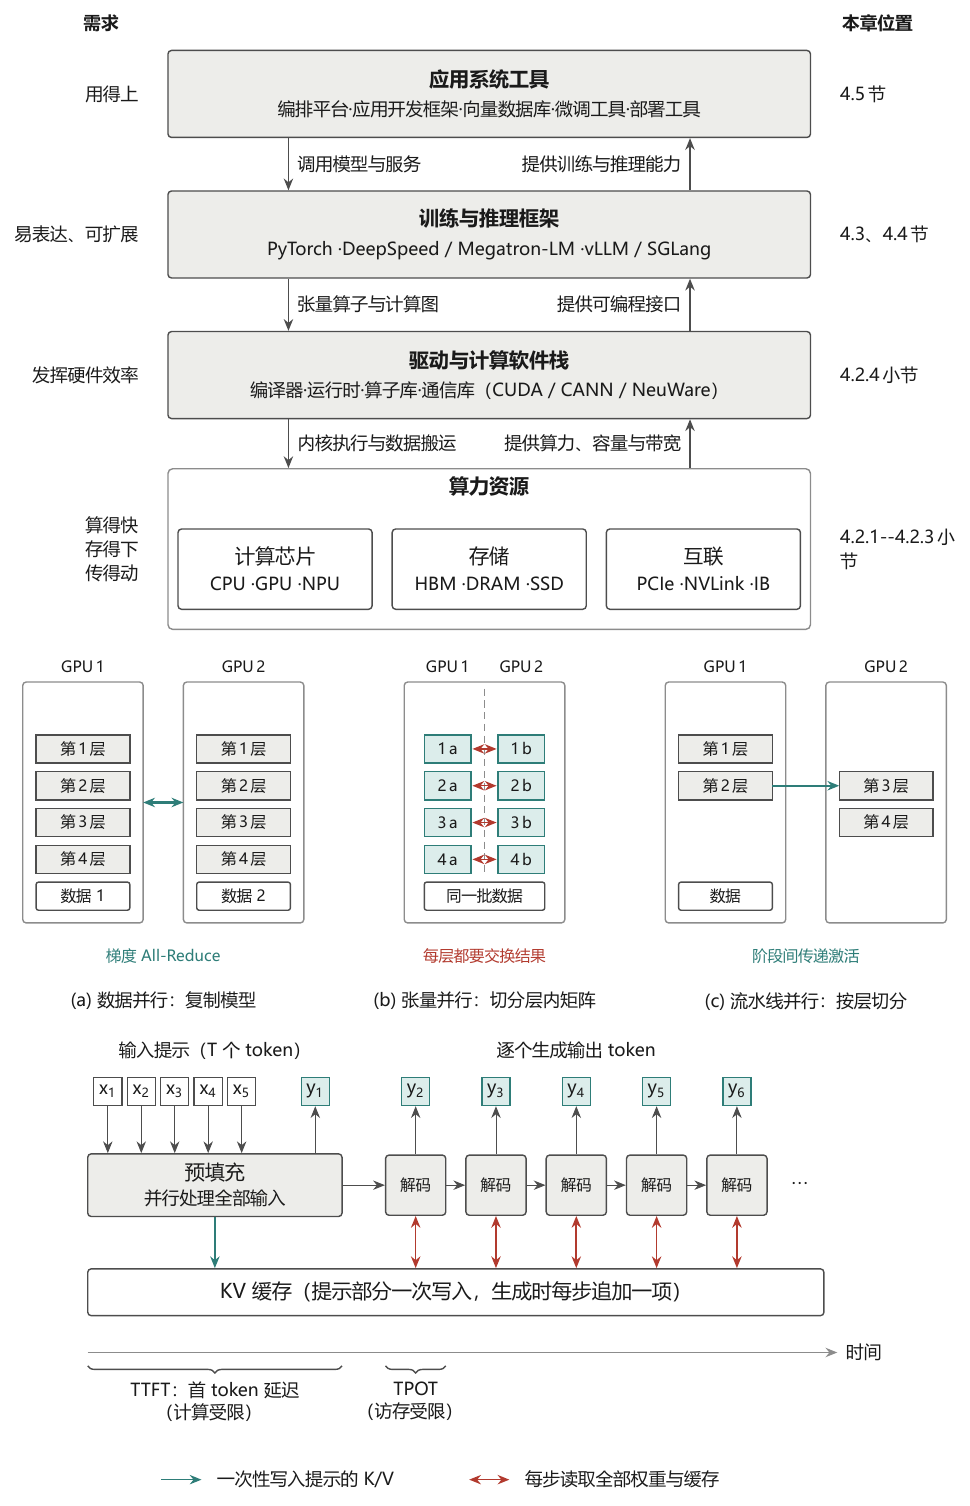 需求
本章位置
应用系统工具
用得上
编排平台·应用开发框架·向量数据库·微调工具·部署工具
4.5 节
调用模型与服务
提供训练与推理能力
训练与推理框架
易表达、可扩展
PyTorch ·DeepSpeed / Megatron-LM ·vLLM / SGLang
4.3、4.4 节
张量算子与计算图
提供可编程接口
驱动与计算软件栈
发挥硬件效率
编译器·运行时·算子库·通信库（CUDA / CANN / NeuWare）
4.2.4 小节
内核执行与数据搬运
提供算力、容量与带宽
算力资源
算得快
存得下
传得动
计算芯片
CPU ·GPU ·NPU
存储
HBM ·DRAM ·SSD
互联
PCIe ·NVLink ·IB
4.2.1--4.2.3 小
节
GPU 1
GPU 2
第 1 层
第 1 层
第 2 层
第 2 层
第 3 层
第 3 层
第 4 层
第 4 层
数据 1
数据 2
梯度 All-Reduce
(a) 数据并行：复制模型
GPU 1
GPU 2
1 a
1 b
2 a
2 b
3 a
3 b
4 a
4 b
同一批数据
每层都要交换结果
(b) 张量并行：切分层内矩阵
GPU 1
GPU 2
第 1 层
第 2 层
第 3 层
第 4 层
数据
阶段间传递激活
(c) 流水线并行：按层切分
输入提示（T 个 token）
逐个生成输出 token
x1 x2 x3 x4 x5
y1
y2
y3
y4
y5
y6
预填充
并行处理全部输入
解码
解码
解码
解码
解码
...
KV 缓存（提示部分一次写入，生成时每步追加一项）
时间
TTFT：首 token 延迟
（计算受限）
TPOT
（访存受限）
一次性写入提示的 K/V
每步读取全部权重与缓存